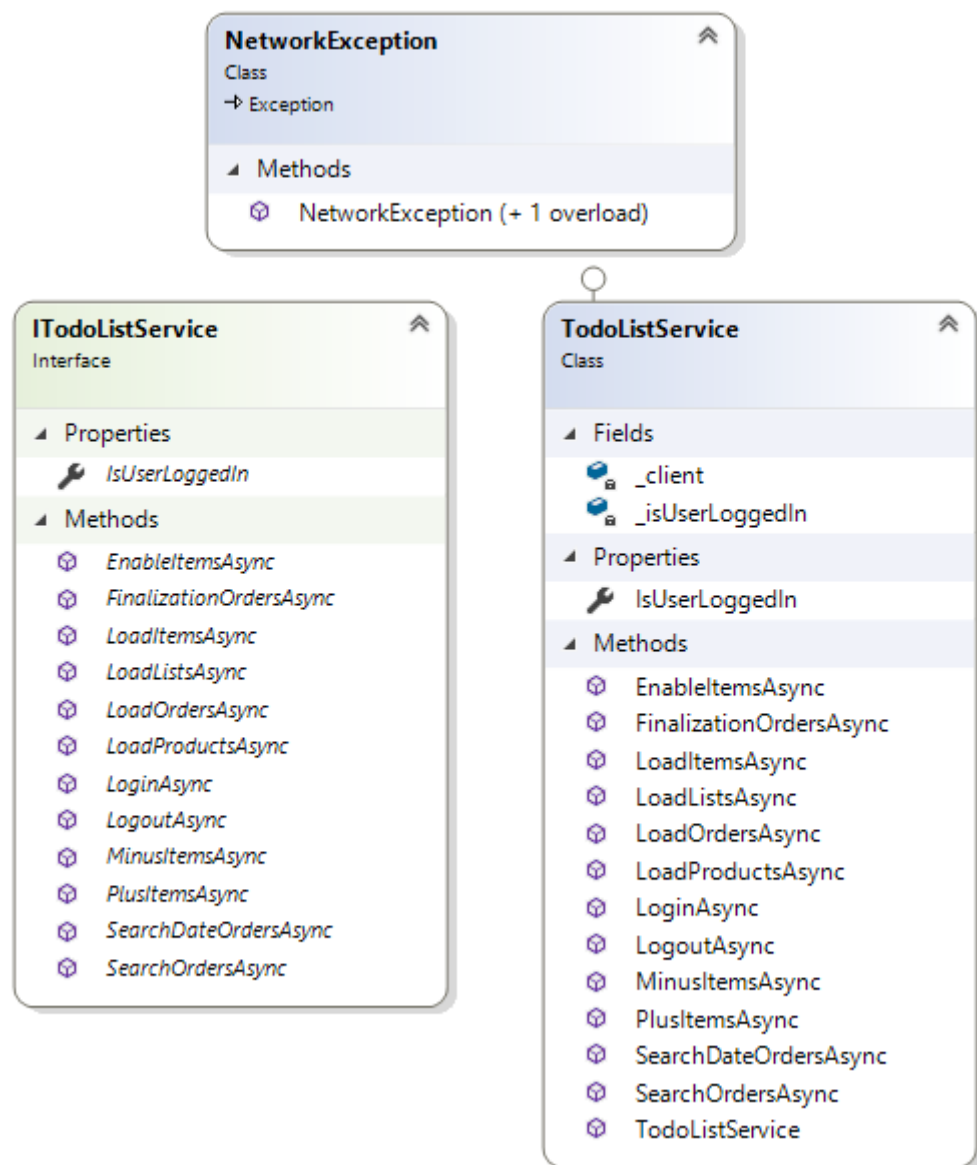 NetworkException
Class
Exception
Methods
NetworkException (+ 1 overload)
ITodoListService
Interface
Properties
IsUserLoggedIn
Methods
EnableItemsAsync
FinalizationOrdersAsync
LoadItemsAsync
LoadListsAsync
LoadOrdersAsync
LoadProductsAsync
LoginAsync
LogoutAsync
MinusItemsAsync
PlusItemsAsync
SearchDateOrdersAsync
SearchOrdersAsync
TodoListService
Class
Fields
_client
_isUserLoggedIn
Properties
IsUserLoggedIn
Methods
EnableItemsAsync
FinalizationOrdersAsync
LoadItemsAsync
LoadListsAsync
LoadOrdersAsync
LoadProductsAsync
LoginAsync
LogoutAsync
MinusItemsAsync
PlusItemsAsync
SearchDateOrdersAsync
SearchOrdersAsync
TodoListService